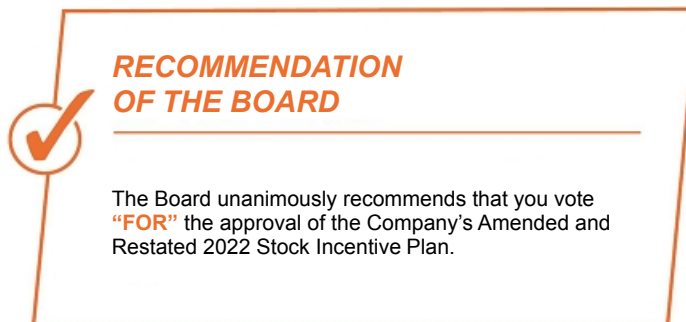 RECOMMENDATION
OF THE BOARD
The Board unanimously recommends that you vote
“FOR” the approval of the Company’s Amended and
Restated 2022 Stock Incentive Plan.